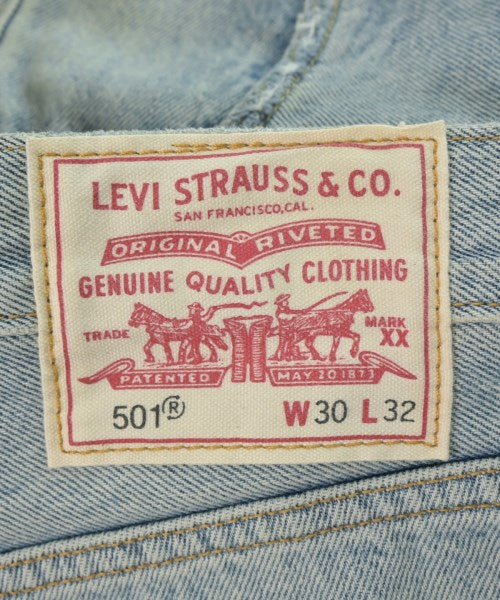 LEVI STRAUSS & CO.
SAN FRANCISCO, CAL.
ORIGINAL RIVETED
GENUINE QUALITY CLOTHING
TRADE MARK
XX
PATENTED MAY 20 1873
501® W30 L32